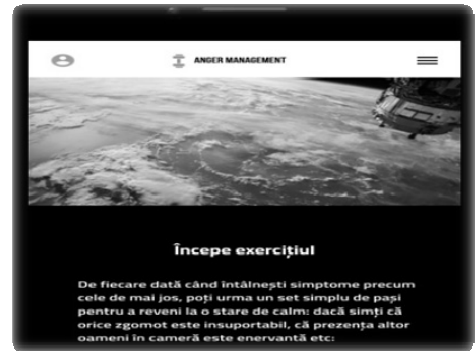 ANGER MANAGEMENT
Începe exercițiul
De fiecare dată când întâlnești simptome precum
cele de mai jos, poți urma un set simplu de pași
pentru a reveni la o stare de calm: dacă simți că
orice zgomot este insuportabil, că prezența altor
oameni în cameră este enervantă etc: